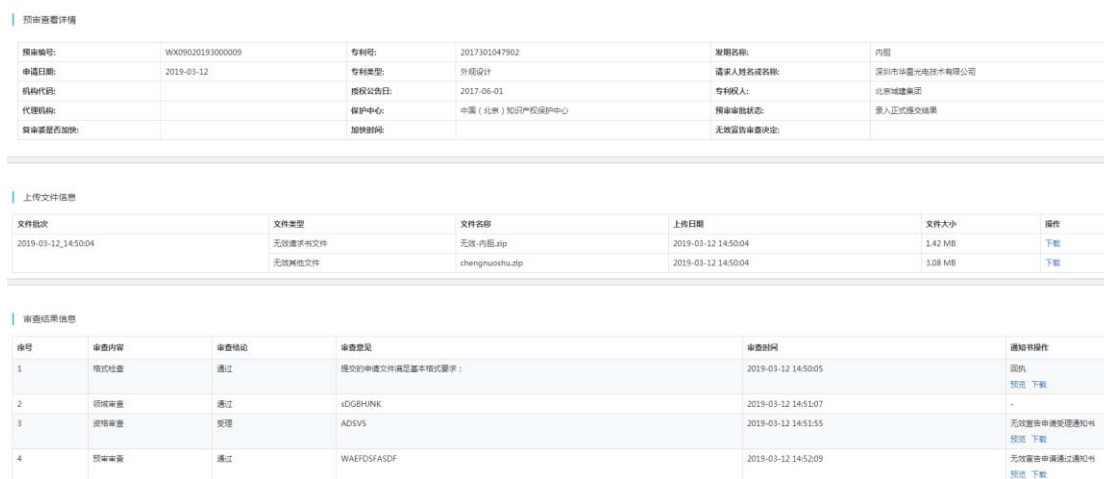 预审查看详情
预审编号: WX09020193000009 专利号: 2017301047902 发明名称: 内胆
申请日期: 2019-03-12 专利类型: 外观设计 请求人姓名或名称: 深圳市华星光电技术有限公司
机构代码: 授权公告日: 2017-06-01 专利权人: 北京城建集团
代理机构: 保护中心: 中国（北京）知识产权保护中心 预审审批状态: 录入正式提交结果
复审委是否加快: 加快时间: 无效宣告审查决定:
上传文件信息
文件批次 文件类型 文件名称 上传日期 文件大小 操作
2019-03-12_14:50:04 无效请求书文件 无效-内胆.zip 2019-03-12 14:50:04 1.42 MB 下载
无效其他文件 chengnuoshu.zip 2019-03-12 14:50:04 3.08 MB 下载
审查结果信息
序号 审查内容 审查结论 审查意见 审查时间 通知书操作
1 格式检查 通过 提交的申请文件满足基本格式要求： 2019-03-12 14:50:05 回执
预览 下载
2 领域审查 通过 sDGBHJNK 2019-03-12 14:51:07 -
3 资格审查 受理 ADSVS 2019-03-12 14:51:55 无效宣告申请受理通知书
预览 下载
4 预审审查 通过 WAEFDSFASDF 2019-03-12 14:52:09 无效宣告申请通过通知书
预览 下载